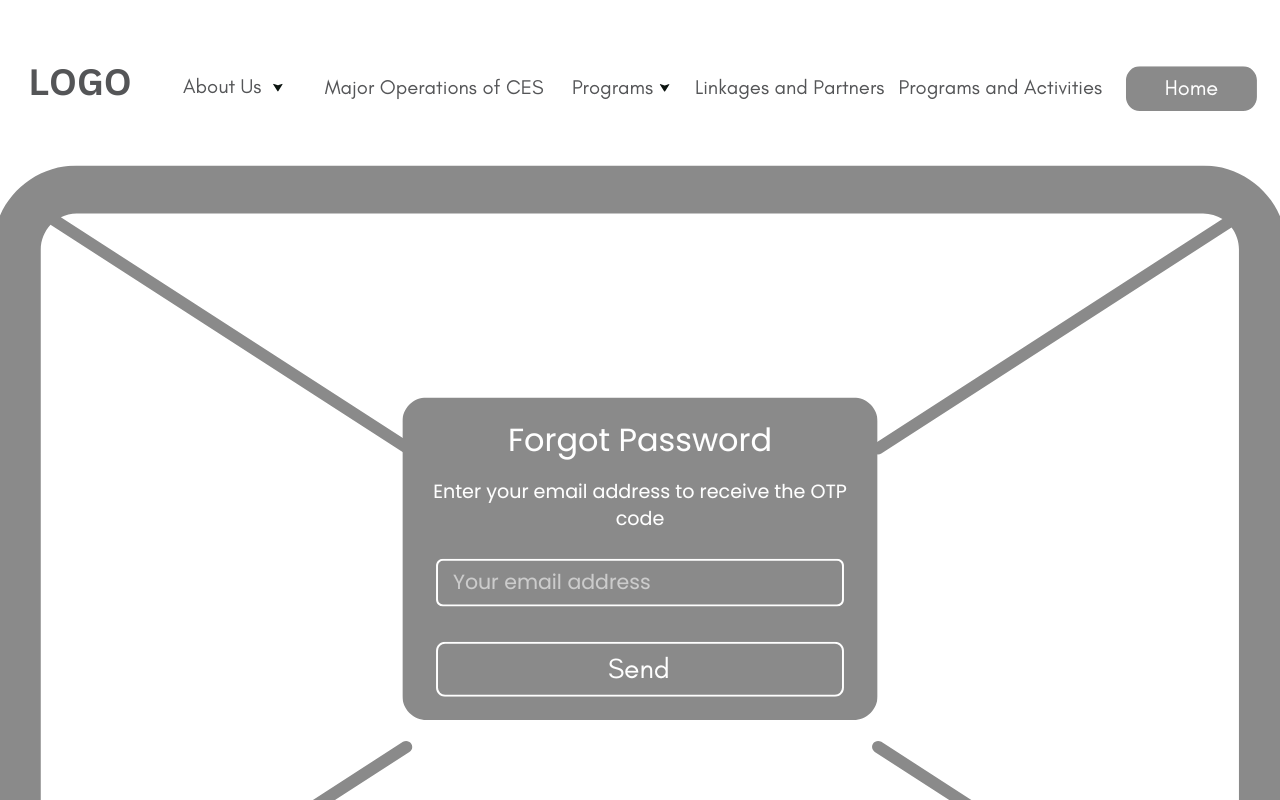 LOGO
About Us
Major Operations of CES
Programs
Linkages and Partners
Programs and Activities
Home
Forgot Password
Enter your email address to receive the OTP
code
Your email address
Send